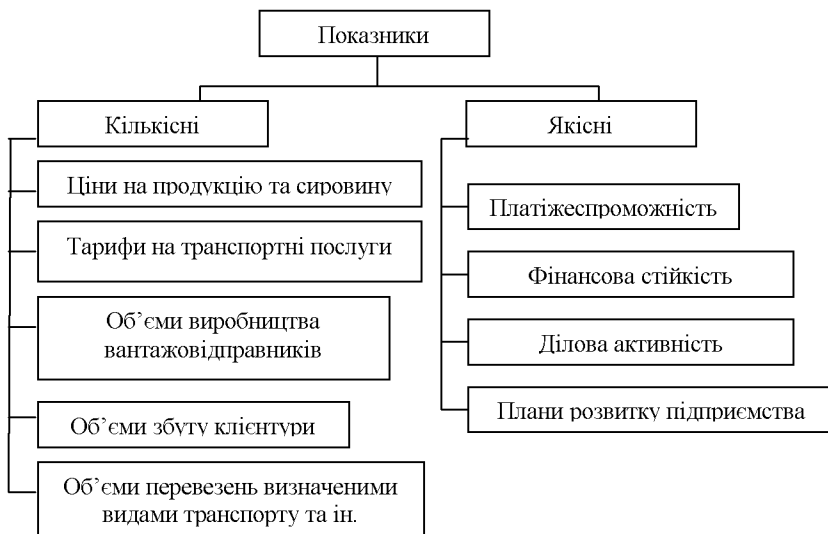 Показники
Кількісні
Ціни на продукцію та сировину
Тарифи на транспортні послуги
Об’єми виробництва
вантажовідправників
Об’єми збуту клієнтури
Об’єми перевезень визначеними
видами транспорту та ін.
Якісні
Платіжеспроможність
Фінансова стійкість
Ділова активність
Плани розвитку підприємства